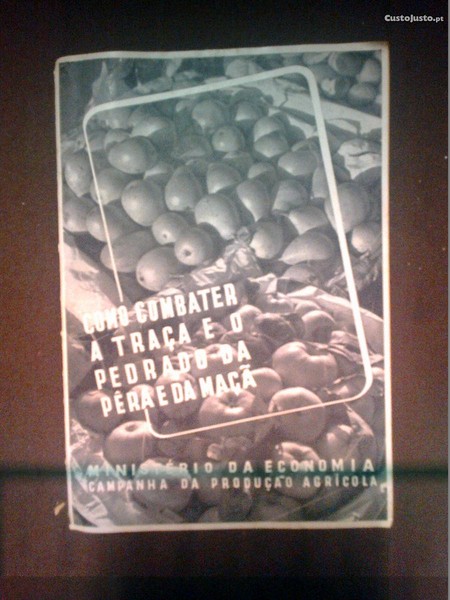 CustoJusto.pt
COMO COMBATER
A TRAÇA E O
PEDRADO DA
PÊRA E DA MAÇÃ
MINISTÉRIO DA ECONOMIA
CAMPANHA DA PRODUÇÃO AGRÍCOLA